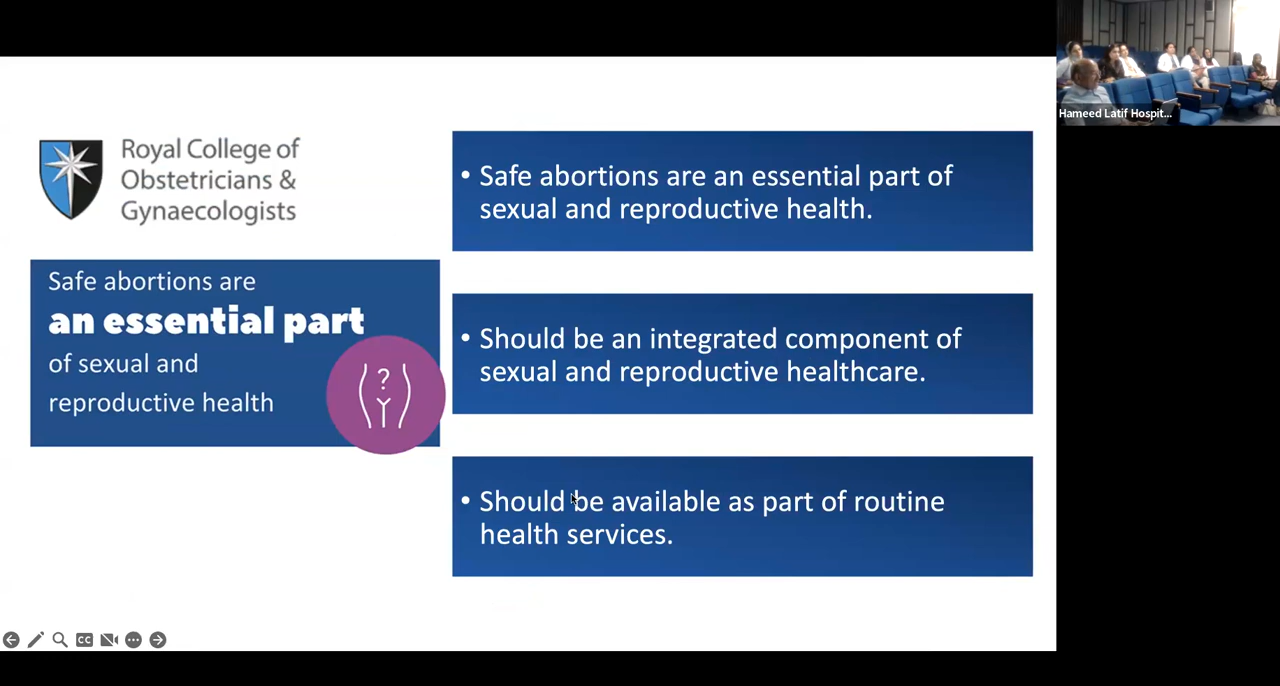 Royal College of
Obstetricians &
Gynaecologists
Safe abortions are
an essential part
of sexual and
reproductive health
?
• Safe abortions are an essential part of
sexual and reproductive health.
• Should be an integrated component of
sexual and reproductive healthcare.
• Should be available as part of routine
health services.
Hameed Latif Hospit...
CC